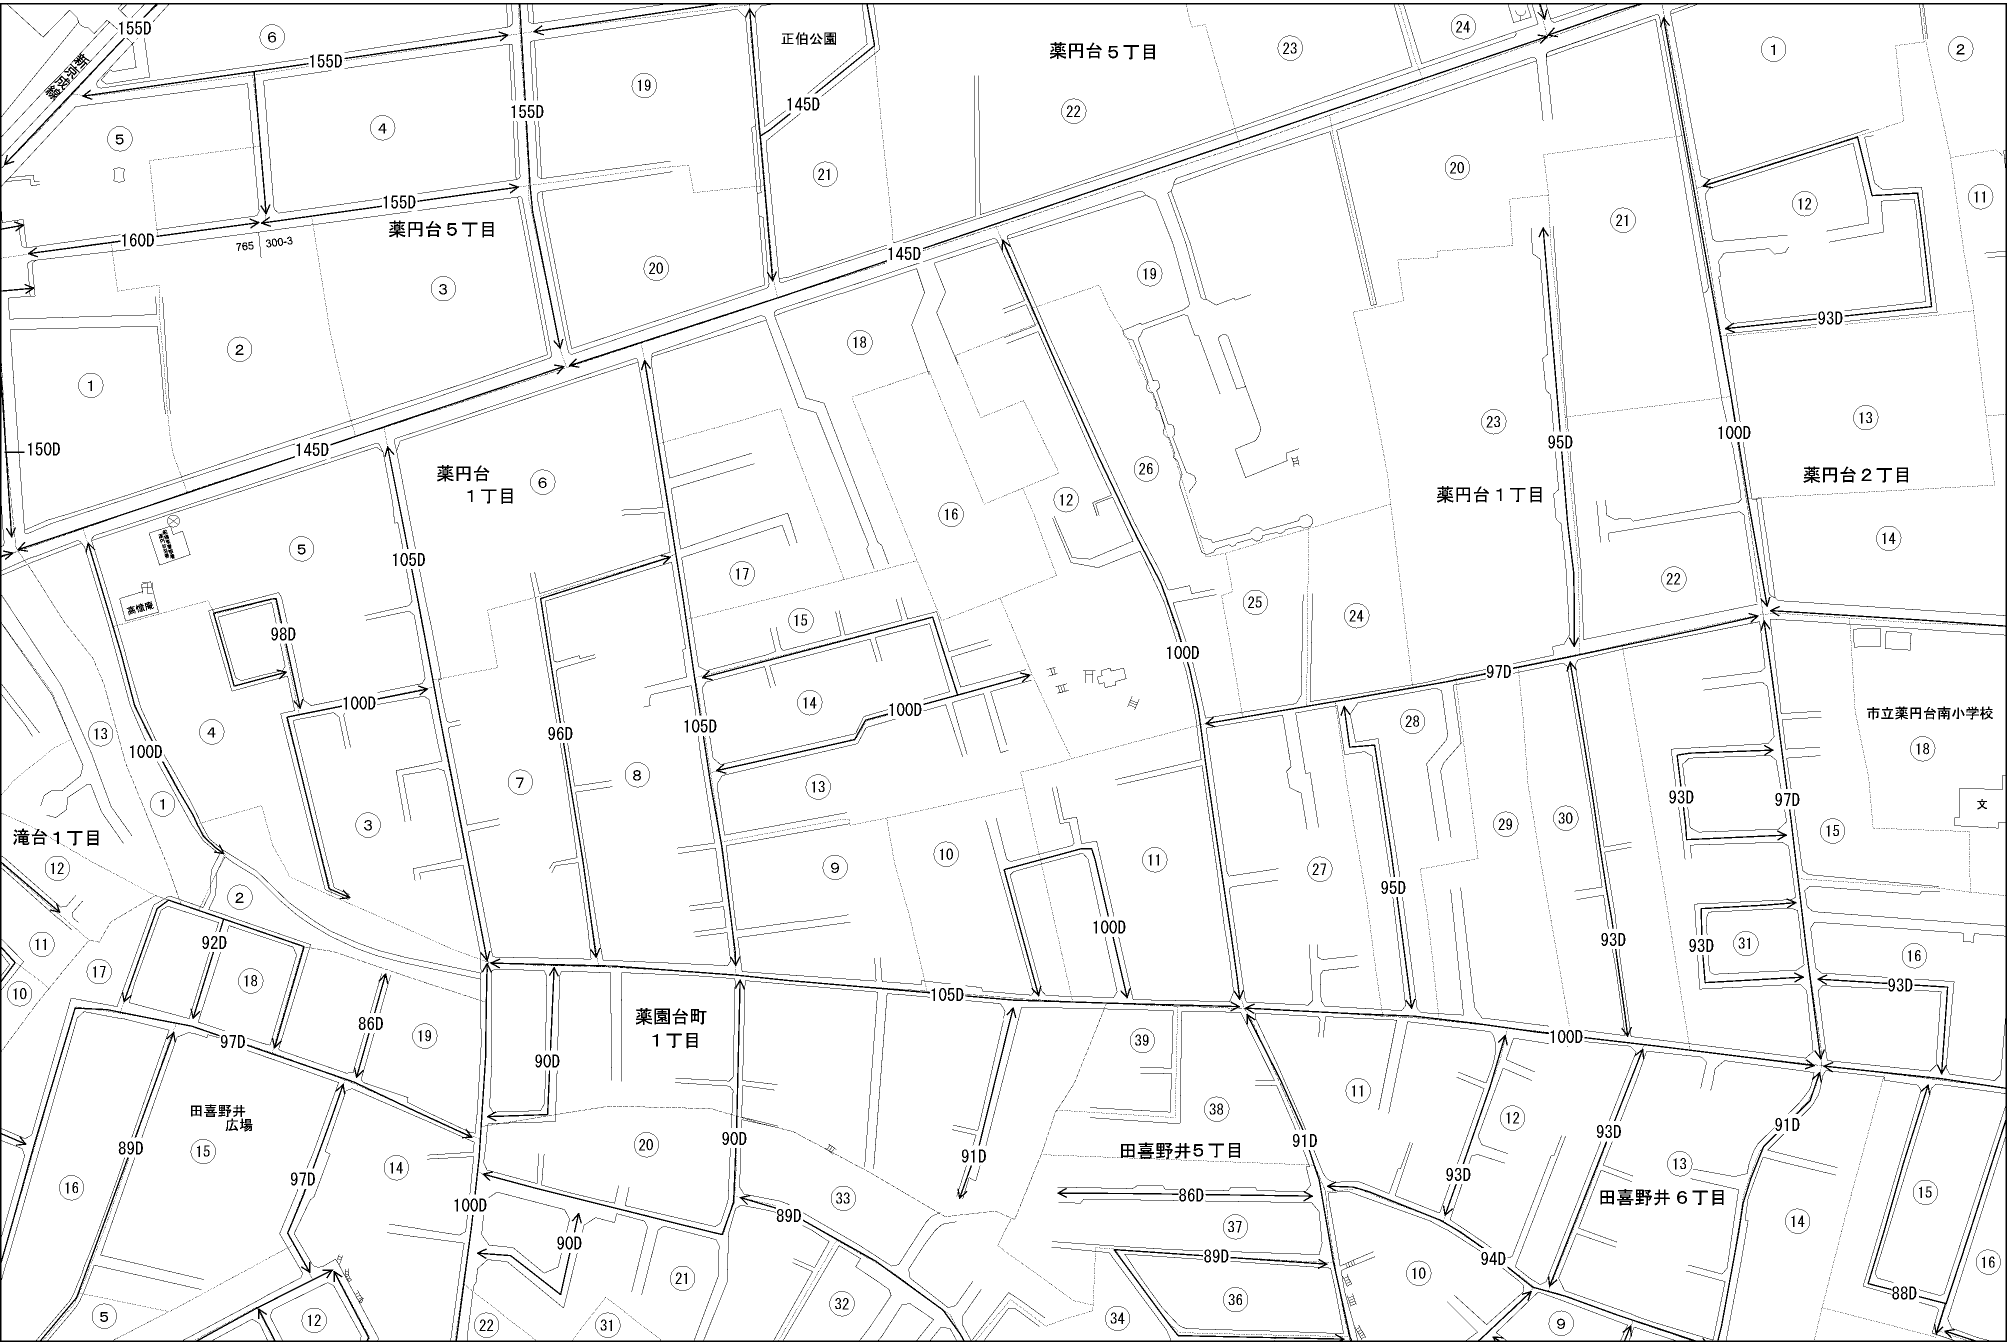 155D
新京成線
⑥
155D
155D
⑲
正伯公園
145D
薬円台５丁目
㉓
㉔
㉒
①
②
⑤
④
㉑
⑳
㉑
⑫
⑪
155D
薬円台５丁目
160D
765
300-3
145D
③
⑳
⑲
93D
⑱
②
①
⑬
150D
145D
薬円台
１丁目
⑥
⑯
⑫
㉖
㉓
95D
100D
薬円台１丁目
薬円台２丁目
⑤
105D
⑰
㉒
⑭
高憧庵
98D
⑮
㉕
㉔
100D
100D
⑭
100D
97D
105D
96D
④
⑬
100D
①
⑦
⑧
⑬
㉘
市立薬円台南小学校
⑱
文
③
滝台１丁目
⑫
⑨
⑩
⑪
㉗
95D
㉙
㉚
93D
97D
⑮
②
92D
⑪
⑰
⑱
⑩
100D
93D
93D
㉛
⑯
93D
105D
86D
⑲
97D
薬園台町
１丁目
90D
㊴
100D
⑪
田喜野井
広場
⑮
89D
90D
⑳
91D
㊳
91D
田喜野井５丁目
⑫
93D
93D
91D
⑬
田喜野井６丁目
⑯
97D
⑭
100D
㉝
86D
⑮
89D
90D
㊲
89D
⑭
94D
⑯
㉑
⑩
㊱
88D
⑤
⑫
㉒
㉛
㉜
㉞
⑨